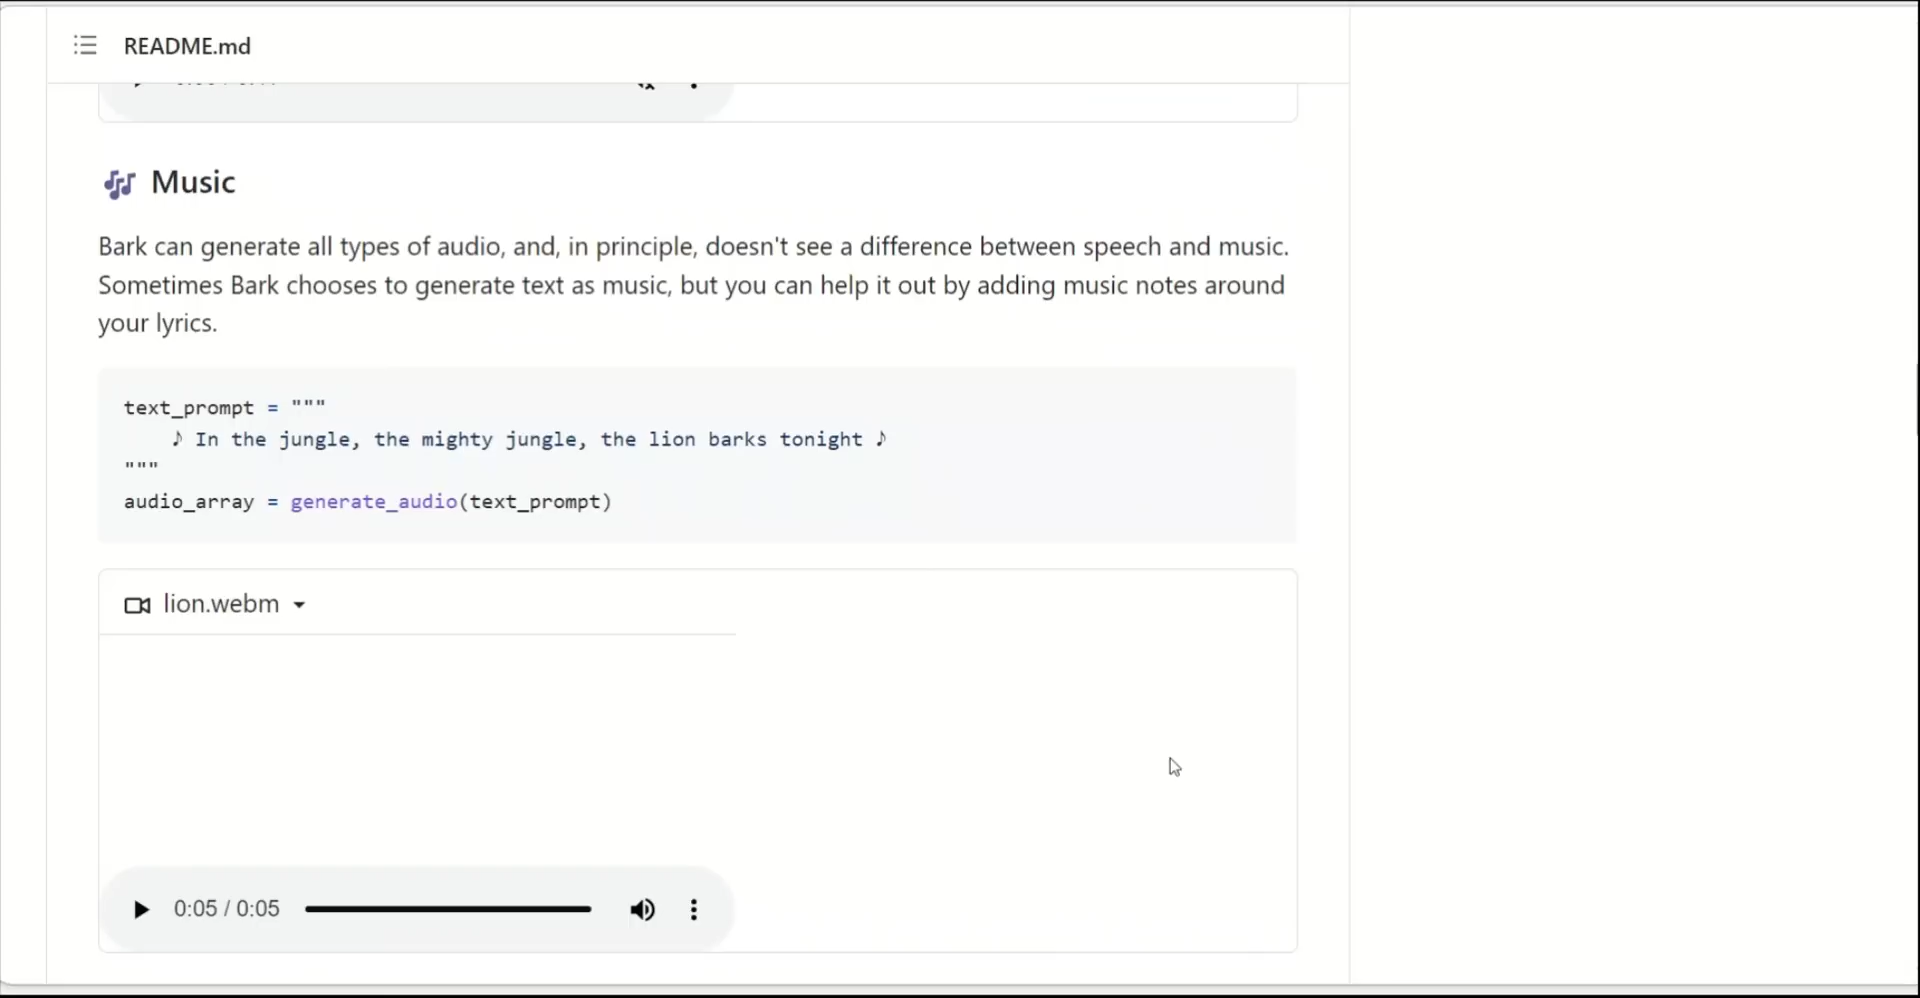 README.md
🎶 Music
Bark can generate all types of audio, and, in principle, doesn't see a difference between speech and music.
Sometimes Bark chooses to generate text as music, but you can help it out by adding music notes around
your lyrics.
text_prompt = """
♪ In the jungle, the mighty jungle, the lion barks tonight ♪
"""
audio_array = generate_audio(text_prompt)
lion.webm
0:05 / 0:05